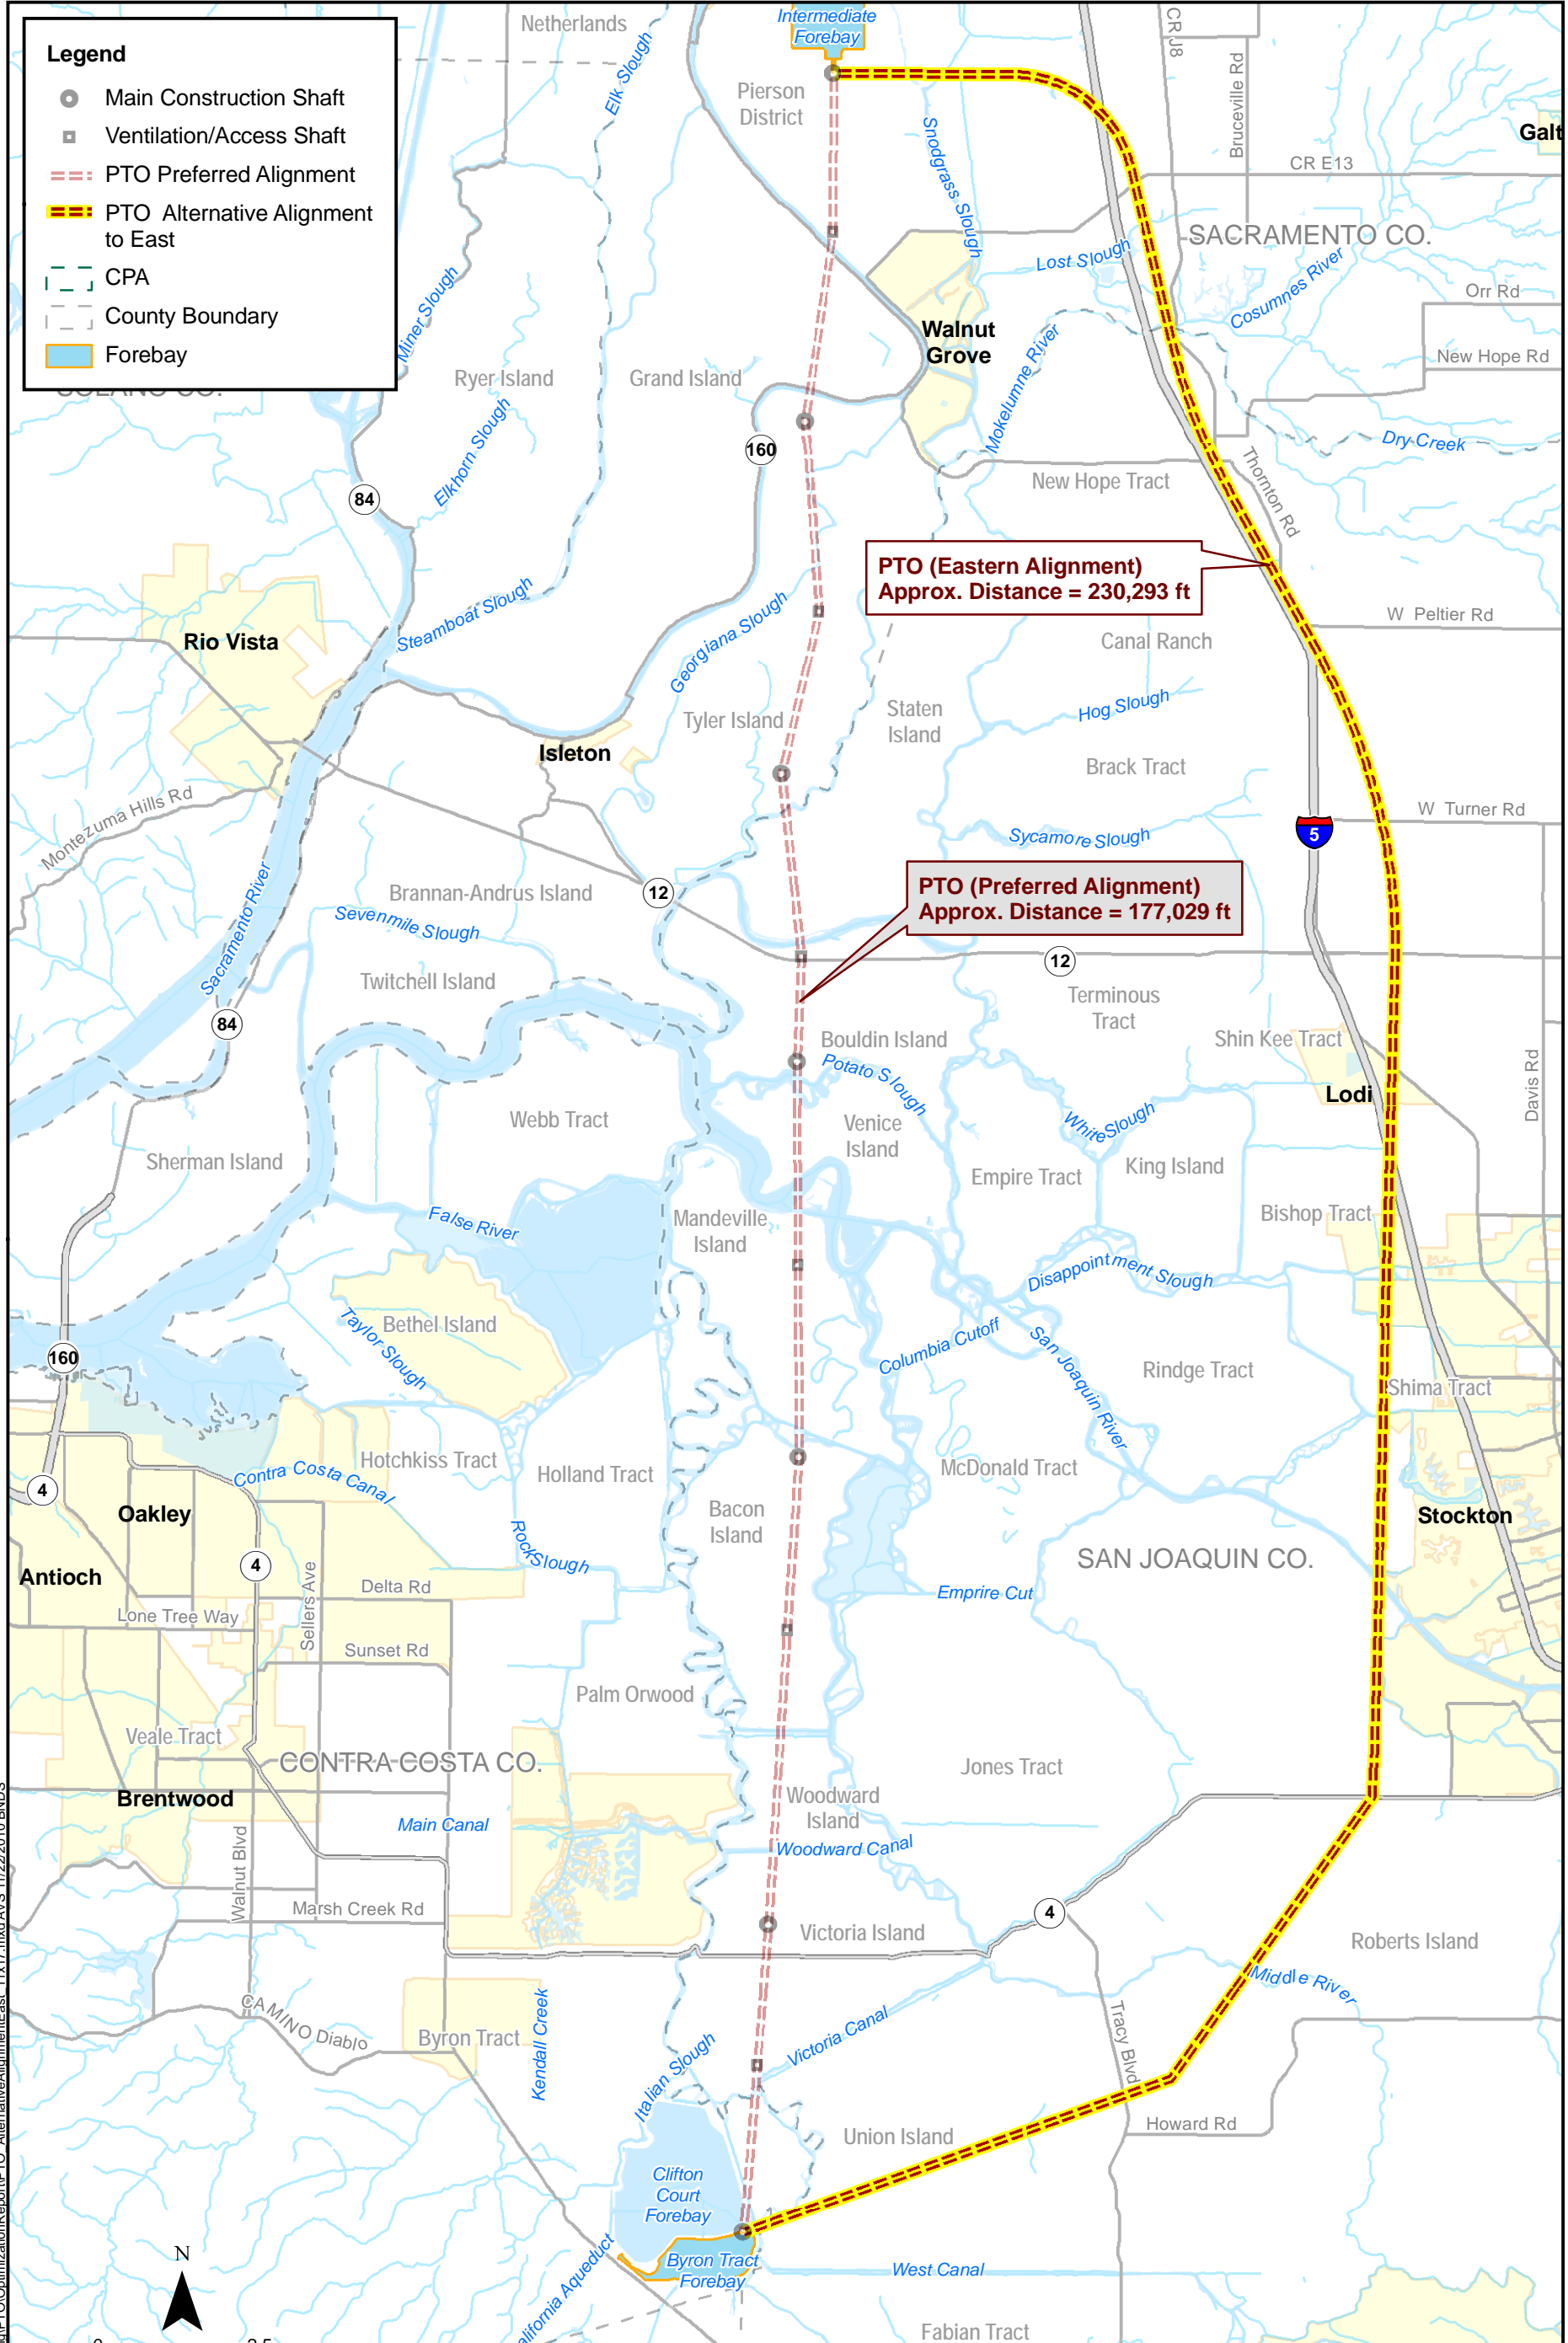 Legend
Main Construction Shaft
Ventilation/Access Shaft
PTO Preferred Alignment
PTO Alternative Alignment
to East
CPA
County Boundary
Forebay
Netherlands
Elk Slough
Intermediate
Forebay
Pierson
District
Snodgrass Slough
CR J8
Bruceville Rd
Galt
CR E13
SACRAMENTO CO.
Lost Slough
Cosumnes River
Orr Rd
New Hope Rd
Miner Slough
Walnut
Grove
Mokelumne River
Ryer Island
Grand Island
Elkhorn Slough
160
84
Dry Creek
New Hope Tract
Thornton Rd
PTO (Eastern Alignment)
Approx. Distance = 230,293 ft
W Peltier Rd
Rio Vista
Steamboat Slough
Georgiana Slough
Canal Ranch
Hog Slough
Tyler Island
Staten
Island
Isleton
Brack Tract
Montezuma Hills Rd
W Turner Rd
5
Sycamore Slough
Brannan-Andrus Island
12
PTO (Preferred Alignment)
Approx. Distance = 177,029 ft
Sevenmile Slough
Sacramento River
12
Twitchell Island
Terminous
Tract
84
Bouldin Island
Shin Kee Tract
Potato Slough
Davis Rd
Lodi
Webb Tract
Venice
Island
White Slough
Sherman Island
Empire Tract
King Island
False River
Mandeville
Island
Bishop Tract
Disappointment Slough
Bethel Island
Taylor Slough
Columbia Cutoff
San Joaquin River
160
Rindge Tract
Shima Tract
Hotchkiss Tract
Holland Tract
McDonald Tract
Contra Costa Canal
4
Oakley
Bacon
Island
Stockton
Rock Slough
SAN JOAQUIN CO.
4
Antioch
Delta Rd
Emprire Cut
Lone Tree Way
Sellers Ave
Sunset Rd
Palm Orwood
Veale Tract
CONTRA COSTA CO.
Jones Tract
Brentwood
Woodward
Island
Main Canal
Woodward Canal
Walnut Blvd
Marsh Creek Rd
4
Victoria Island
Roberts Island
Middle River
CAMINO Diablo
Byron Tract
Kendall Creek
Italian Slough
Victoria Canal
Tracy Blvd
Howard Rd
Union Island
Clifton
Court
Forebay
Byron Tract
Forebay
West Canal
N
Fabian Tract